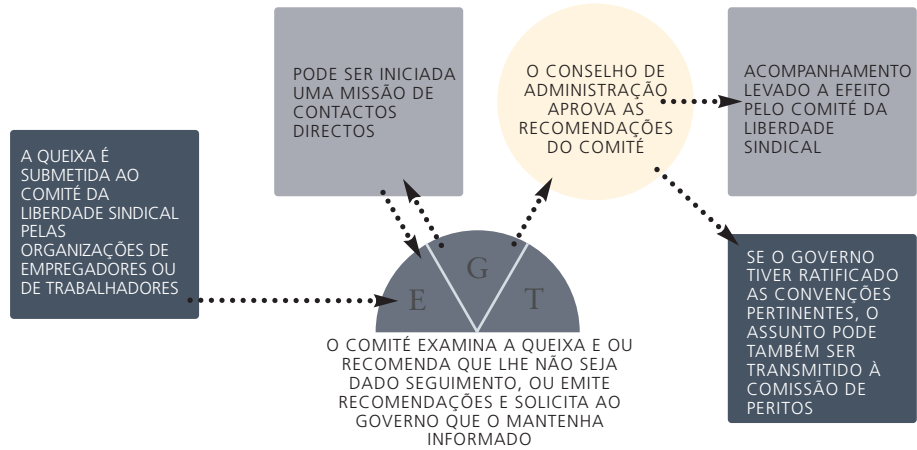 A QUEIXA É
SUBMETIDA AO
COMITÉ DA
LIBERDADE SINDICAL
PELAS
ORGANIZAÇÕES DE
EMPREGADORES OU
DE TRABALHADORES
PODE SER INICIADA
UMA MISSÃO DE
CONTACTOS
DIRECTOS
E
G
T
O COMITÉ EXAMINA A QUEIXA E OU
RECOMENDA QUE LHE NÃO SEJA
DADO SEGUIMENTO, OU EMITE
RECOMENDAÇÕES E SOLICITA AO
GOVERNO QUE O MANTENHA
INFORMADO
O CONSELHO DE
ADMINISTRAÇÃO
APROVA AS
RECOMENDAÇÕES
DO COMITÉ
ACOMPANHAMENTO
LEVADO A EFEITO
PELO COMITÉ DA
LIBERDADE
SINDICAL
SE O GOVERNO
TIVER RATIFICADO
AS CONVENÇÕES
PERTINENTES, O
ASSUNTO PODE
TAMBÉM SER
TRANSMITIDO À
COMISSÃO DE
PERITOS